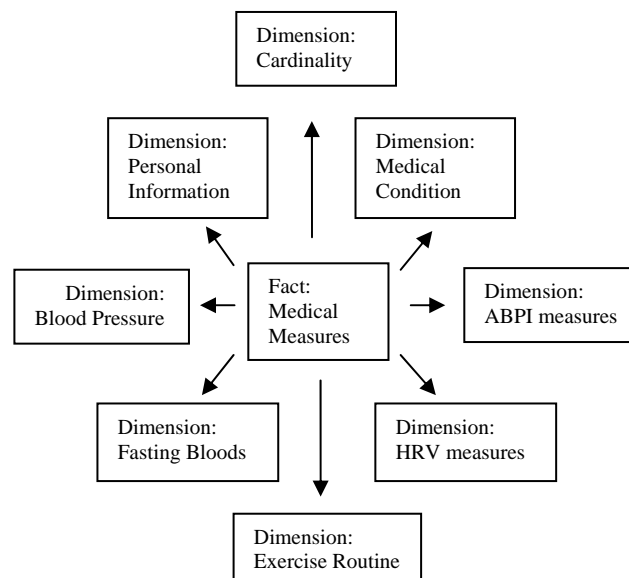 Dimension:
Cardinality
Dimension:
Personal
Information
Dimension:
Medical
Condition
Dimension:
Blood Pressure
Fact:
Medical
Measures
Dimension:
ABPI measures
Dimension:
Fasting Bloods
Dimension:
HRV measures
Dimension:
Exercise Routine